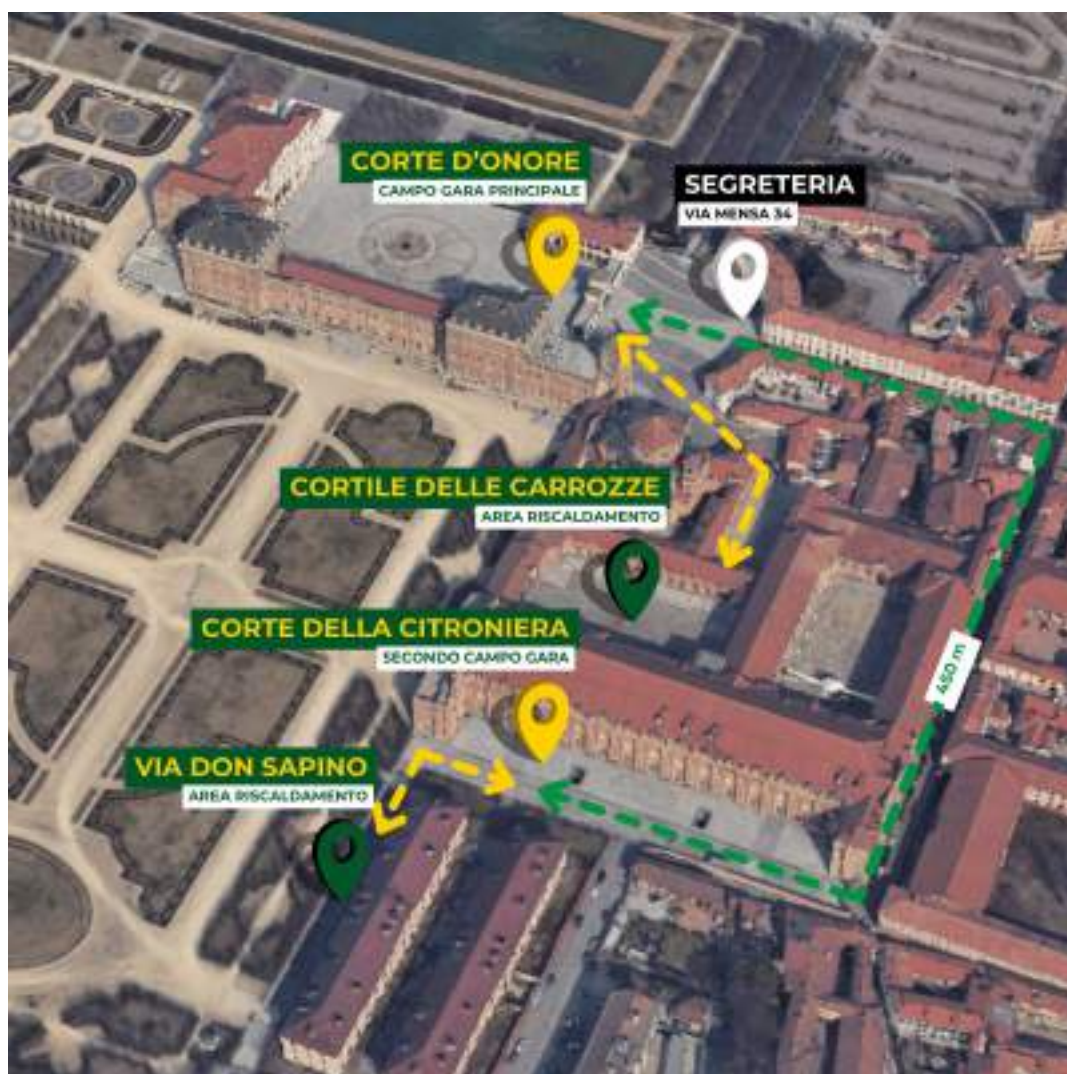 CORTE D'ONORE
CAMPO GARA PRINCIPALE
SEGRETERIA
VIA MENSA 34
CORTILE DELLE CARROZZE
AREA RISCALDAMENTO
CORTE DELLA CITRONIERA
SECONDO CAMPO GARA
450 m
VIA DON SAPINO
AREA RISCALDAMENTO